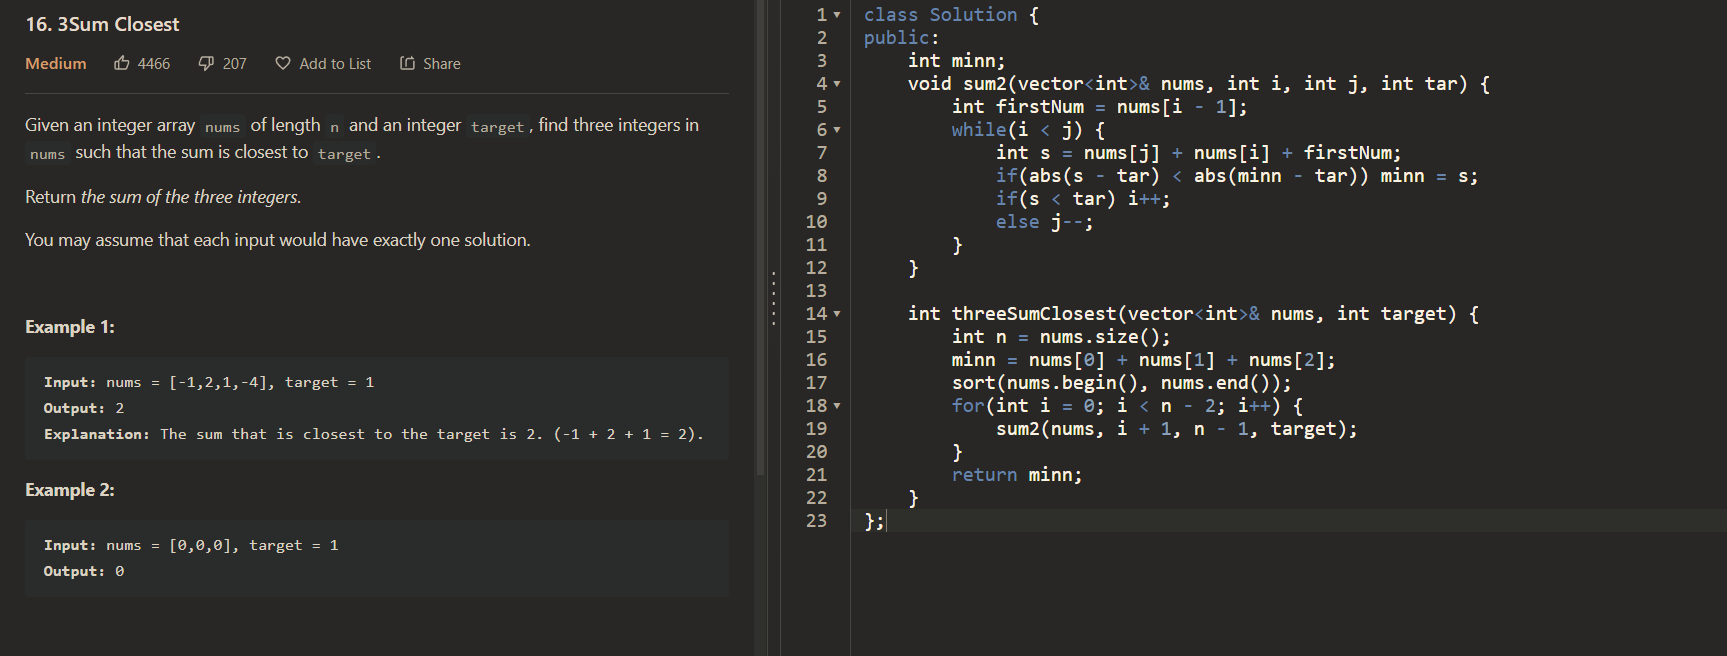 16. 3Sum Closest
Medium 4466 207 Add to List Share
Given an integer array nums of length n and an integer target, find three integers in
nums such that the sum is closest to target.
Return the sum of the three integers.
You may assume that each input would have exactly one solution.
Example 1:
Input: nums = [-1,2,1,-4], target = 1
Output: 2
Explanation: The sum that is closest to the target is 2. (-1 + 2 + 1 = 2).
Example 2:
Input: nums = [0,0,0], target = 1
Output: 0
1 class Solution {
2 public:
3     int minn;
4     void sum2(vector<int>& nums, int i, int j, int tar) {
5         int firstNum = nums[i - 1];
6         while(i < j) {
7             int s = nums[j] + nums[i] + firstNum;
8             if(abs(s - tar) < abs(minn - tar)) minn = s;
9             if(s < tar) i++;
10             else j--;
11         }
12     }
13
14     int threeSumClosest(vector<int>& nums, int target) {
15         int n = nums.size();
16         minn = nums[0] + nums[1] + nums[2];
17         sort(nums.begin(), nums.end());
18         for(int i = 0; i < n - 2; i++) {
19             sum2(nums, i + 1, n - 1, target);
20         }
21         return minn;
22     }
23 };